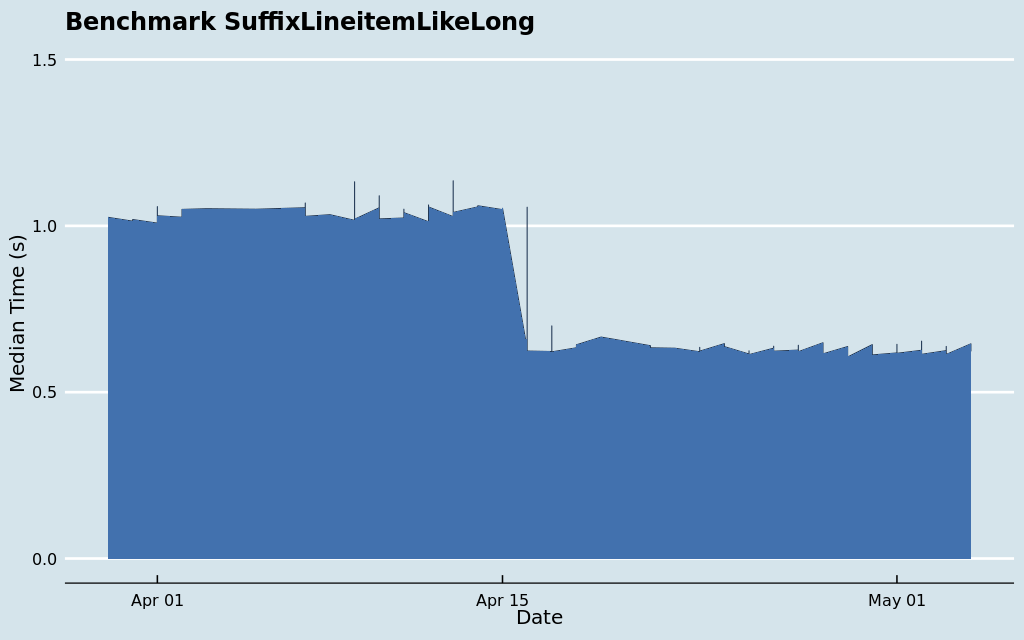 Benchmark SuffixLineitemLikeLong
1.5
1.0
0.5
0.0
Median Time (s)
Apr 01
Apr 15
May 01
Date